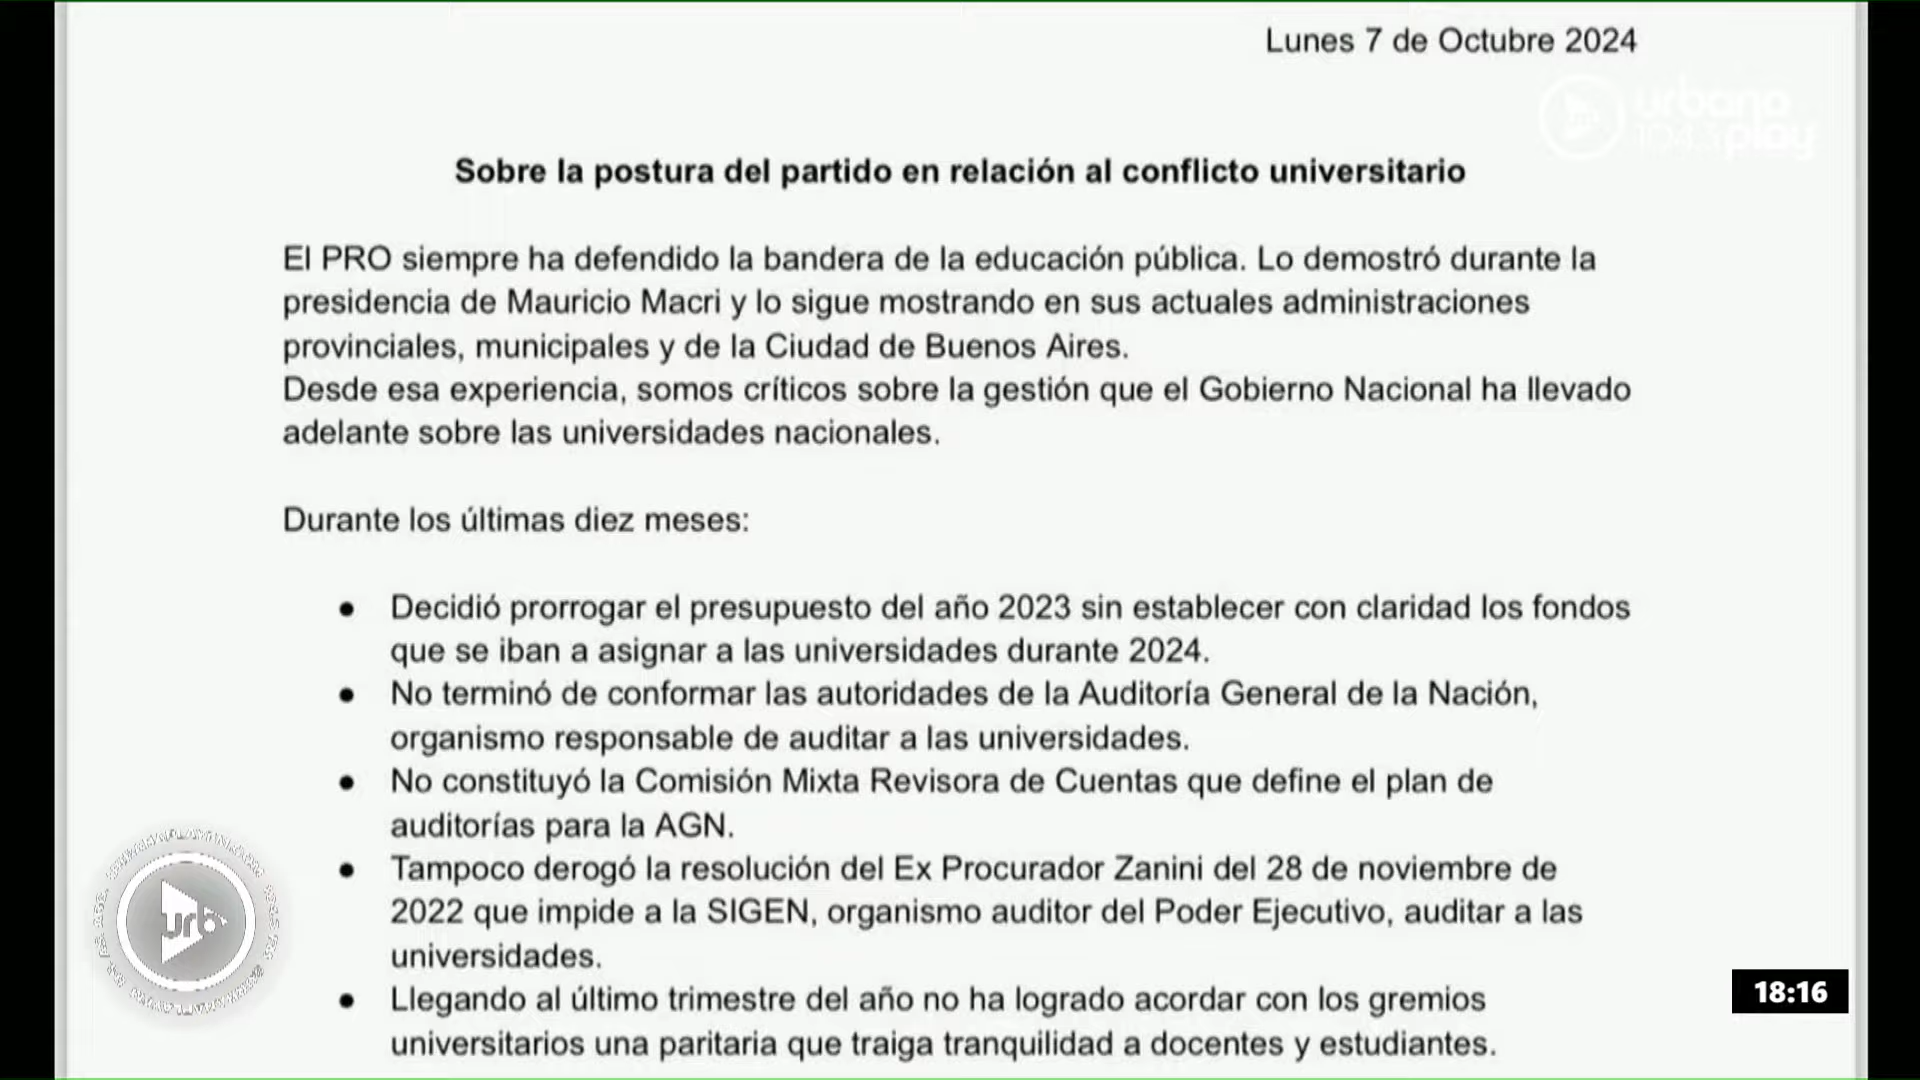 Lunes 7 de Octubre 2024
urbana
104.3 play
Sobre la postura del partido en relación al conflicto universitario
El PRO siempre ha defendido la bandera de la educación pública. Lo demostró durante la
presidencia de Mauricio Macri y lo sigue mostrando en sus actuales administraciones
provinciales, municipales y de la Ciudad de Buenos Aires.
Desde esa experiencia, somos críticos sobre la gestión que el Gobierno Nacional ha llevado
adelante sobre las universidades nacionales.
Durante los últimas diez meses:
● Decidió prorrogar el presupuesto del año 2023 sin establecer con claridad los fondos
que se iban a asignar a las universidades durante 2024.
● No terminó de conformar las autoridades de la Auditoría General de la Nación,
organismo responsable de auditar a las universidades.
● No constituyó la Comisión Mixta Revisora de Cuentas que define el plan de
auditorías para la AGN.
● Tampoco derogó la resolución del Ex Procurador Zanini del 28 de noviembre de
2022 que impide a la SIGEN, organismo auditor del Poder Ejecutivo, auditar a las
universidades.
● Llegando al último trimestre del año no ha logrado acordar con los gremios
universitarios una paritaria que traiga tranquilidad a docentes y estudiantes.
urb
18:16